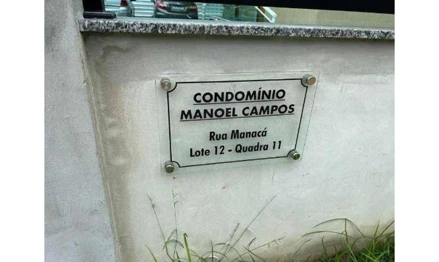 CONDOMÍNIO
MANOEL CAMPOS
Rua Manacá
Lote 12 - Quadra 11